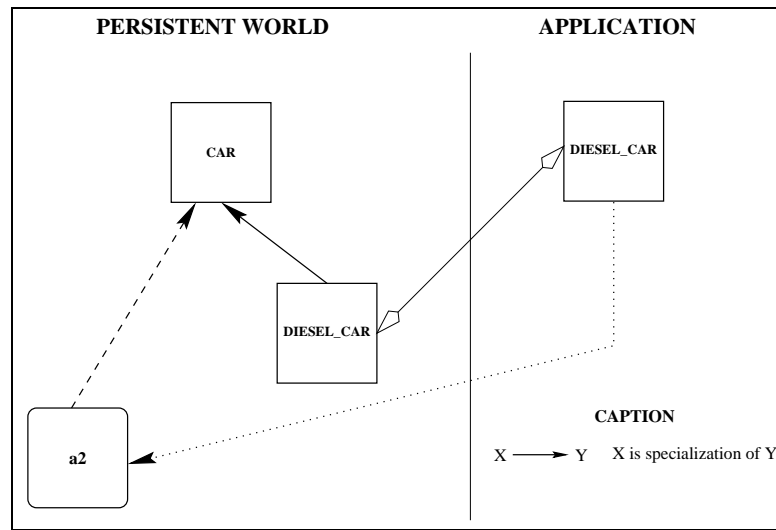 PERSISTENT WORLD
APPLICATION
CAR
DIESEL_CAR
DIESEL_CAR
a2
CAPTION
X Y X is specialization of Y